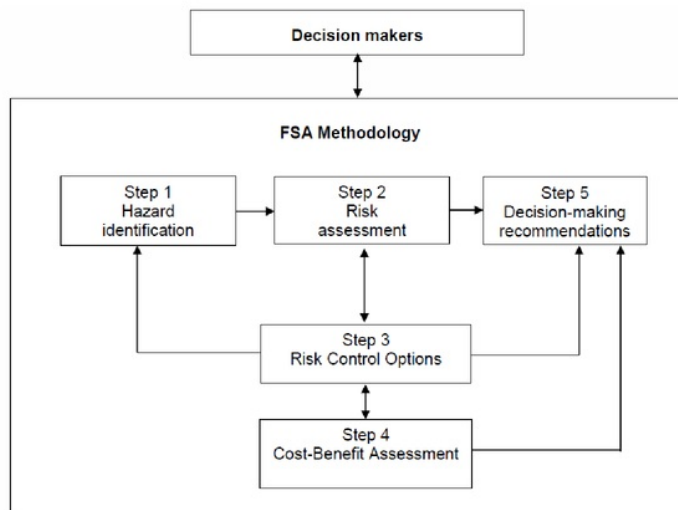 Decision makers
FSA Methodology
Step 1
Hazard
identification
Step 2
Risk
assessment
Step 5
Decision-making
recommendations
Step 3
Risk Control Options
Step 4
Cost-Benefit Assessment